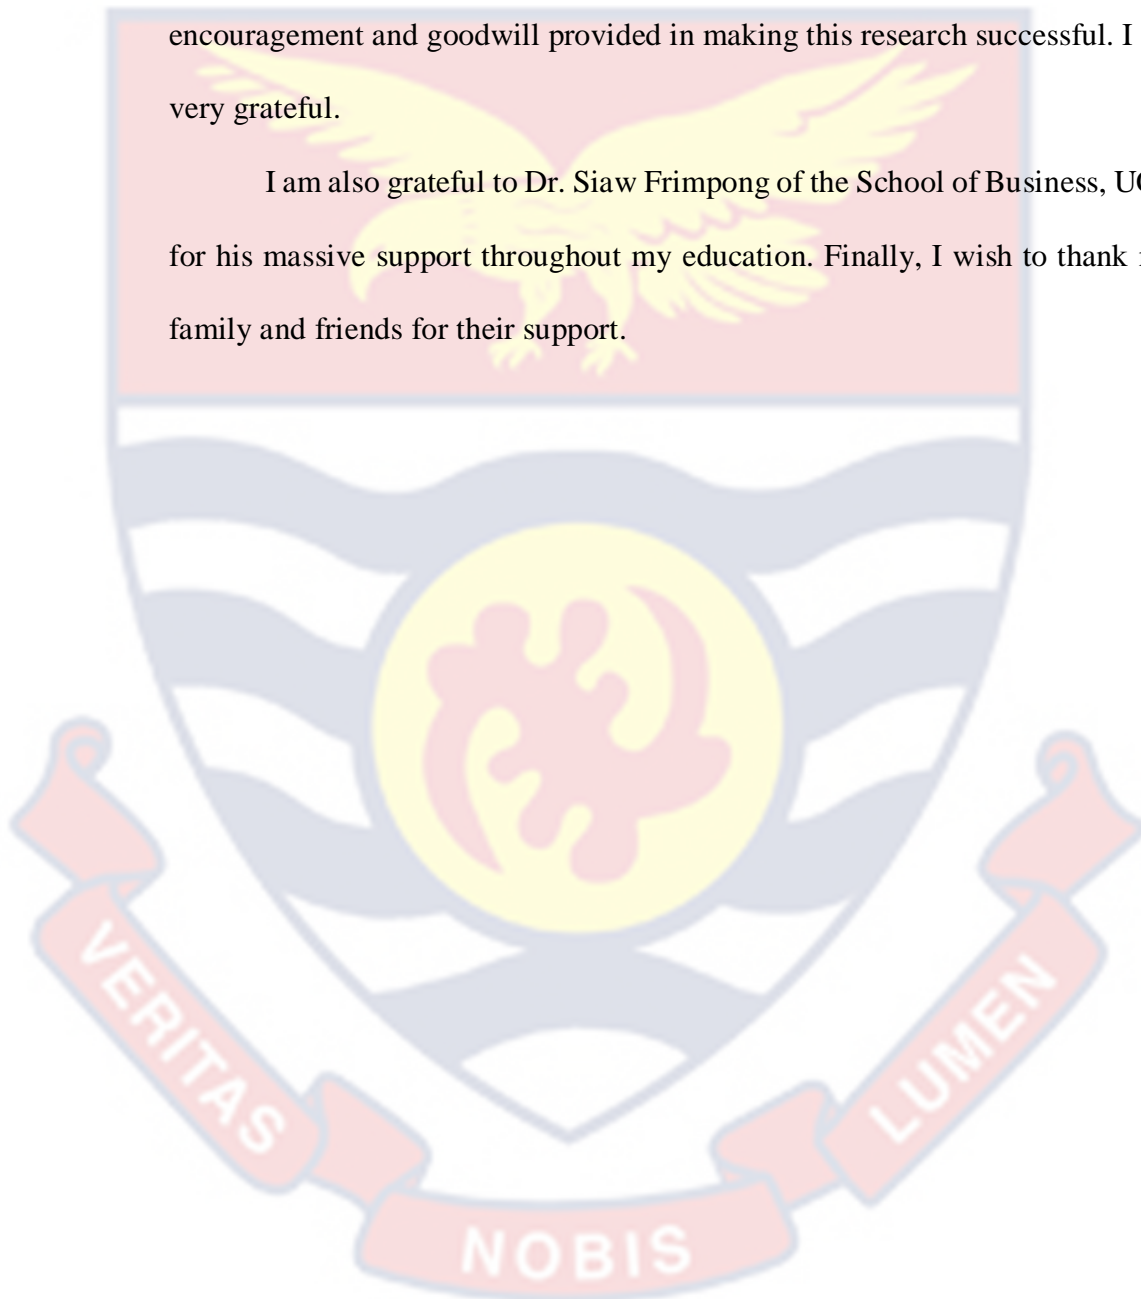 encouragement and goodwill provided in making this research successful. I
very grateful.
I am also grateful to Dr. Siaw Frimpong of the School of Business,
for his massive support throughout my education. Finally, I wish to thank
family and friends for their support.
VERITAS
NOBIS
LUMEN